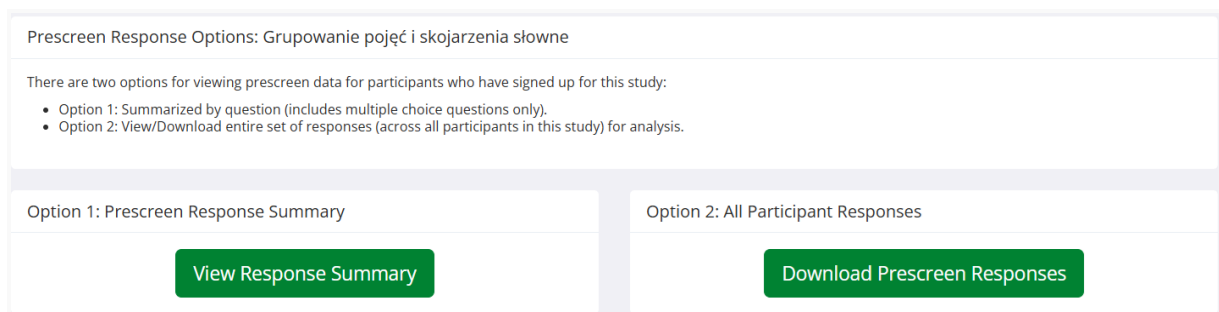 Prescreen Response Options: Grupowanie pojęć i skojarzenia słowne
There are two options for viewing prescreen data for participants who have signed up for this study:
• Option 1: Summarized by question (includes multiple choice questions only).
• Option 2: View/Download entire set of responses (across all participants in this study) for analysis.
Option 1: Prescreen Response Summary
View Response Summary
Option 2: All Participant Responses
Download Prescreen Responses